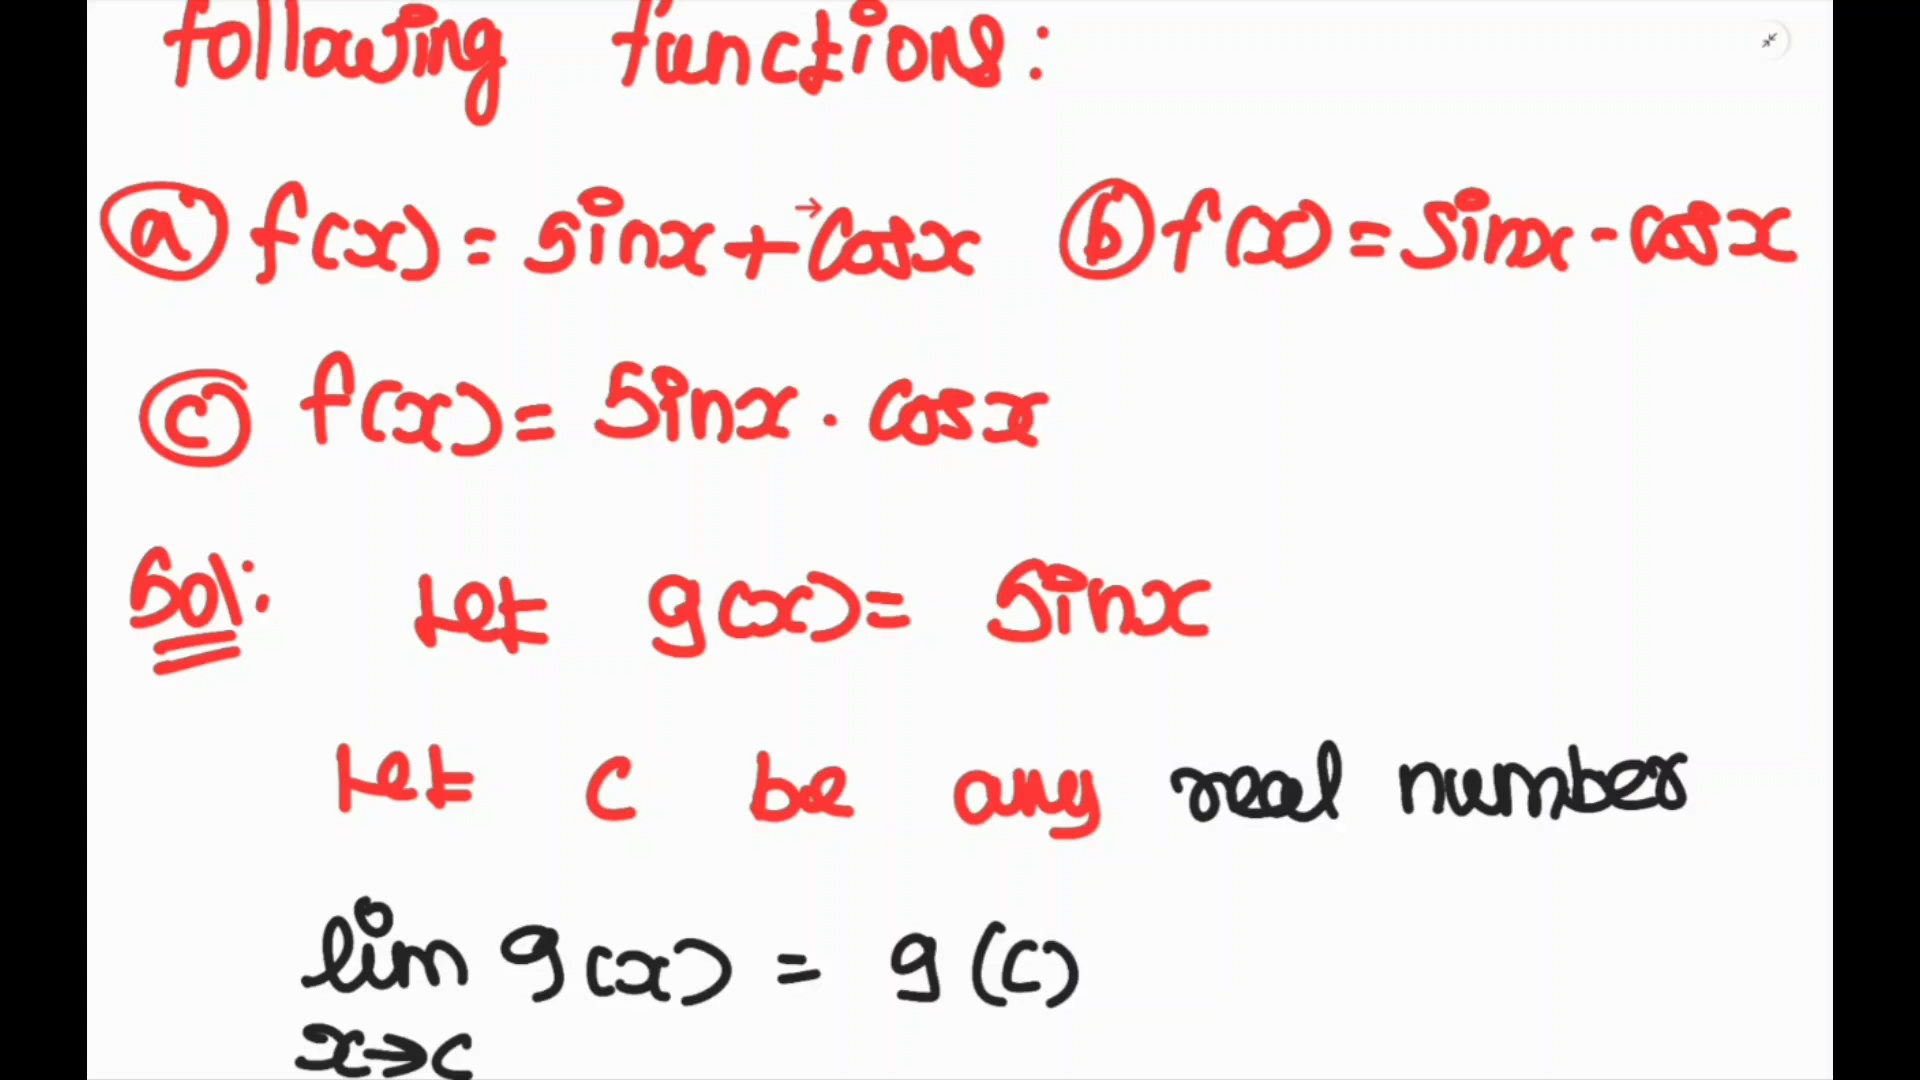 following functions:
ⓐ f(x) = sinx + cosx ⓑ f(x) = sinx - cosx
ⓒ f(x) = sinx . cosx
Sol: Let g(x) = sinx
Let c be any real number
lim g(x) = g(c)
x→c